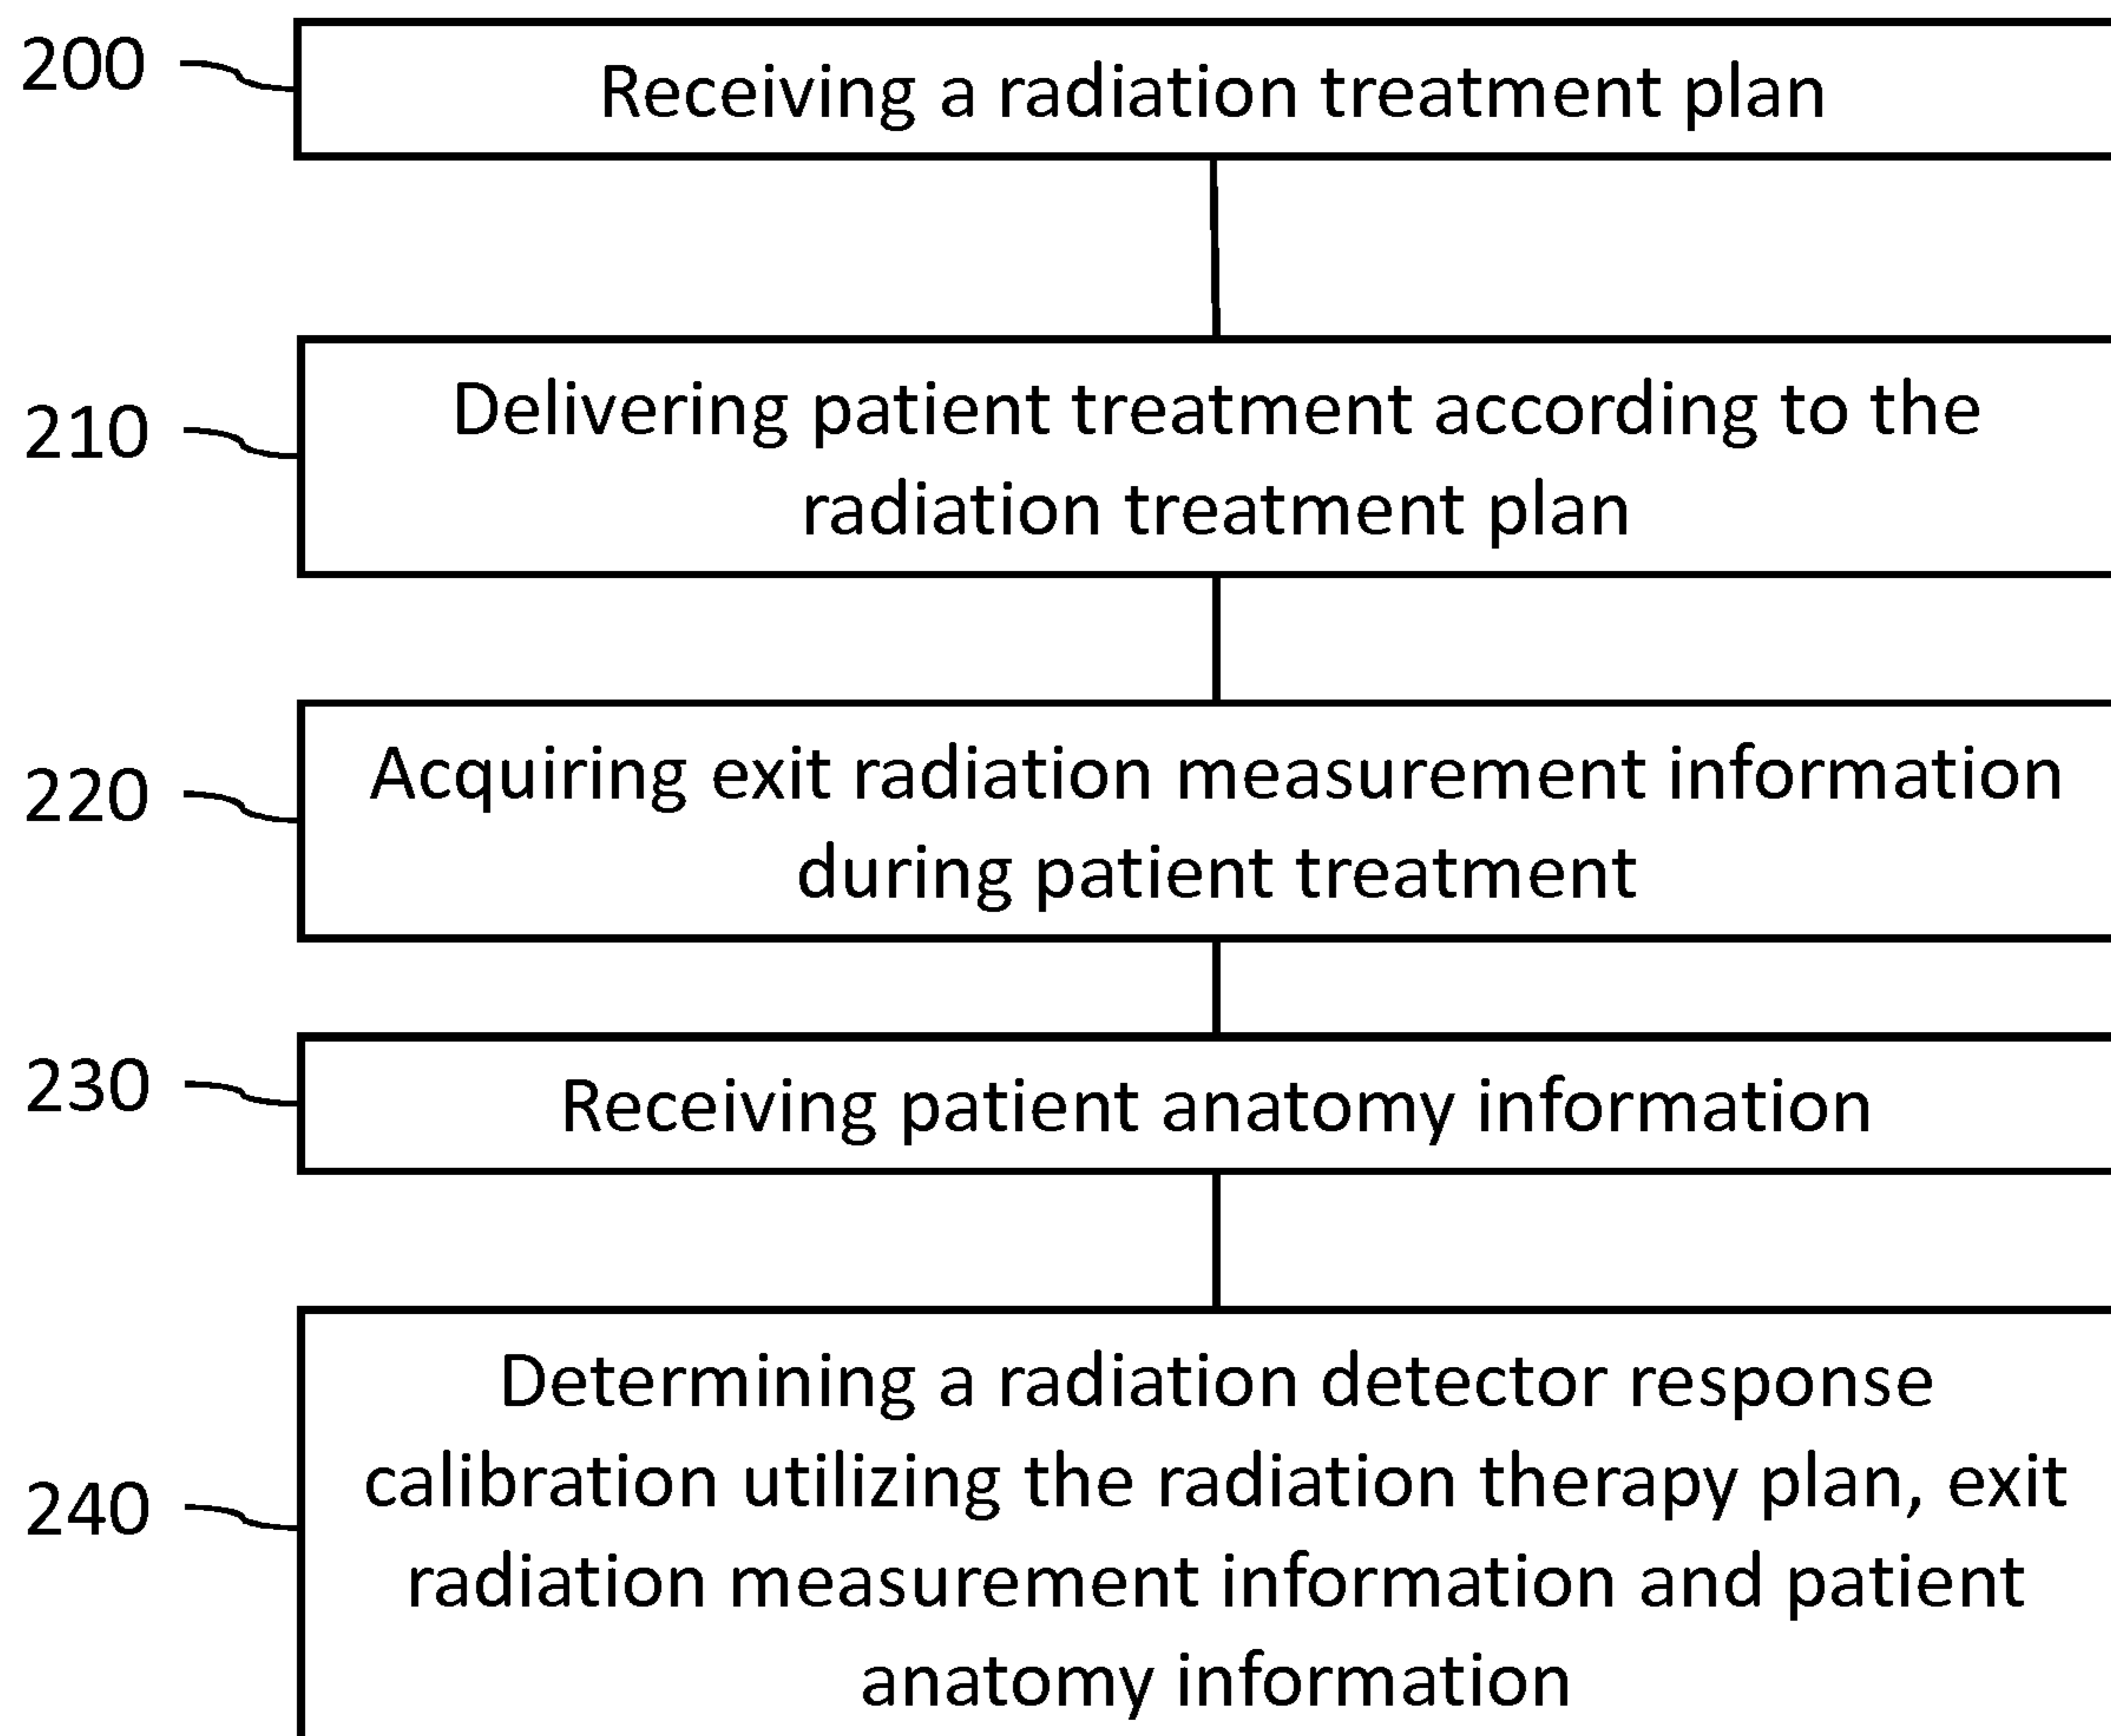 200
Receiving a radiation treatment plan
210
Delivering patient treatment according to the
radiation treatment plan
220
Acquiring exit radiation measurement information
during patient treatment
230
Receiving patient anatomy information
240
Determining a radiation detector response
calibration utilizing the radiation therapy plan, exit
radiation measurement information and patient
anatomy information